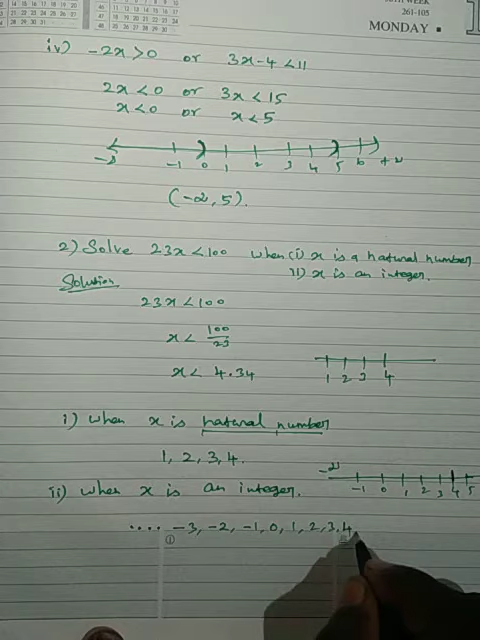 261-105
MONDAY
iv) -2x>0 or 3x-4<11
2x<0 or 3x<15
x<0 or x<5
-∞ -1 0 1 2 3 4 5 6 +∞
(-∞, 5).
2) Solve 23x<100 when (i) x is a natural number
ii) x is an integer.
Solution
23x<100
x < 100/23
x< 4.34
1 2 3 4
i) when x is natural number
1, 2, 3, 4.
-∞ -1 0 1 2 3 4 5
ii) when x is an integer.
.... -3, -2, -1, 0, 1, 2, 3, 4,